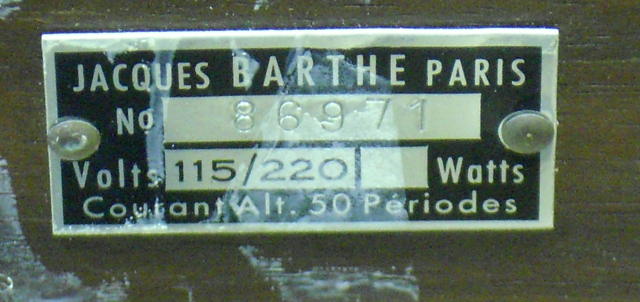 JACQUES BARTHE PARIS
No 86971
Volts 115/220 Watts
Courant Alt. 50 Périodes